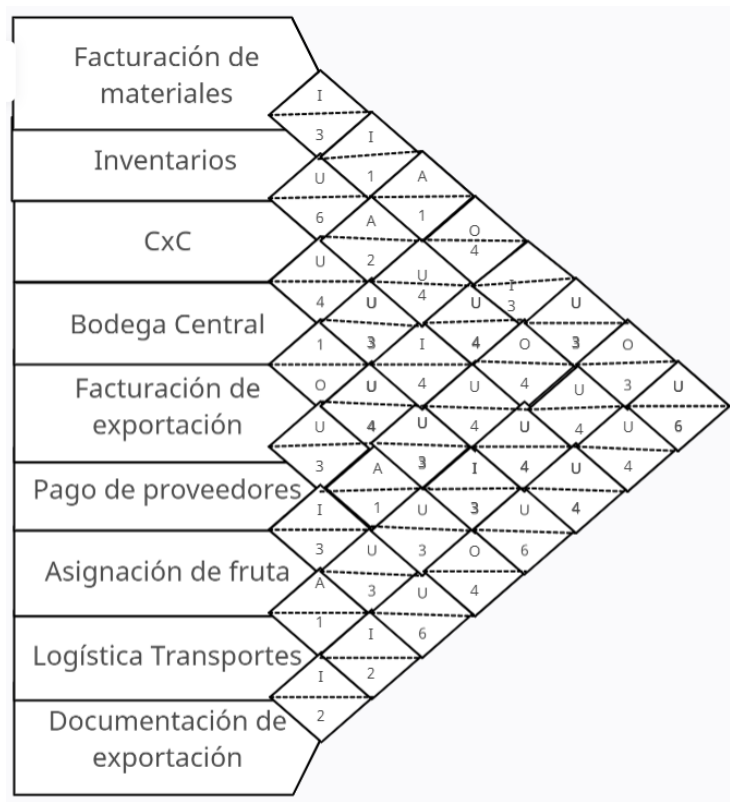 Facturación de
materiales
Inventarios
CxC
Bodega Central
Facturación de
exportación
Pago de proveedores
Asignación de fruta
Logística Transportes
Documentación de
exportación
I
3
U
6
U
4
1
O
U
3
I
3
A
1
I
2
I
1
A
2
U
3
U
4
A
1
U
3
I
2
A
1
U
4
I
4
U
3
U
3
U
6
O
4
U
4
U
4
I
3
O
4
I
3
O
4
U
4
U
6
U
3
U
4
U
4
O
3
U
4
U
6